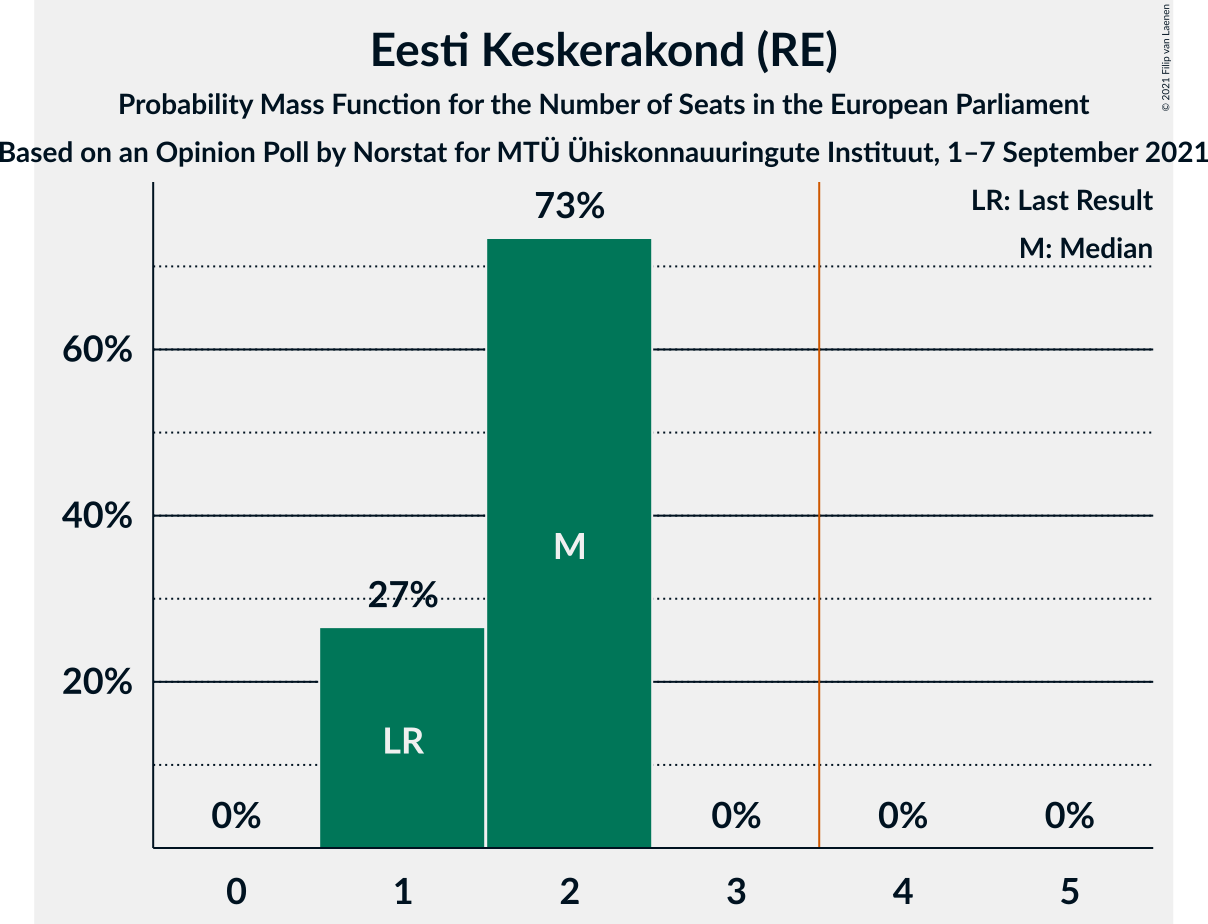 Eesti Keskerakond (RE)
Probability Mass Function for the Number of Seats in the European Parliament
Based on an Opinion Poll by Norstat for MTÜ Ühiskonnauuringute Instituut, 1–7 September 2021
© 2021 Filip van Laenen
LR: Last Result
M: Median
73%
60%
40%
M
27%
20%
LR
0%
0%
0%
0%
0
1
2
3
4
5